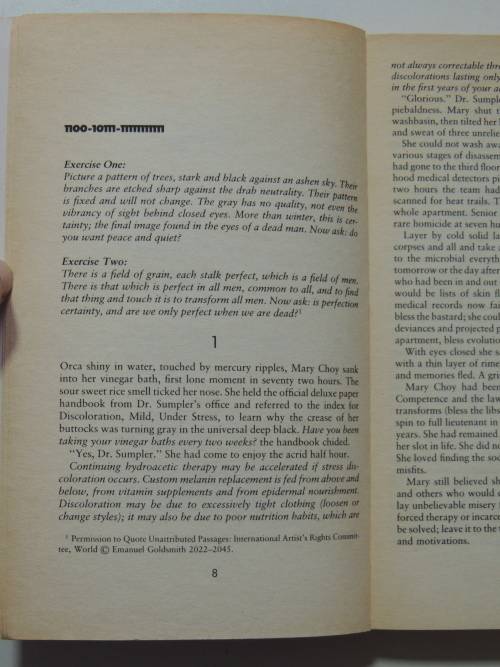 1100-10111-11111111111
Exercise One:
Picture a pattern of trees, stark and black against an ashen sky. Their
branches are etched sharp against the drab neutrality. Their pattern
is fixed and will not change. The gray has no quality, not even the
vibrancy of sight behind closed eyes. More than winter, this is cer-
tainty; the final image found in the eyes of a dead man. Now ask: do
you want peace and quiet?
Exercise Two:
There is a field of grain, each stalk perfect, which is a field of men.
There is that which is perfect in all men, common to all, and to find
that thing and touch it is to transform all men. Now ask: is perfection
certainty, and are we only perfect when we are dead?¹
1
Orca shiny in water, touched by mercury ripples, Mary Choy sank
into her vinegar bath, first lone moment in seventy two hours. The
sour sweet rice smell ticked her nose. She held the official deluxe paper
handbook from Dr. Sumpler's office and referred to the index for
Discoloration, Mild, Under Stress, to learn why the crease of her
buttocks was turning gray in the universal deep black. Have you been
taking your vinegar baths every two weeks? the handbook chided.
"Yes, Dr. Sumpler." She had come to enjoy the acrid half hour.
Continuing hydroacetic therapy may be accelerated if stress dis-
coloration occurs. Custom melanin replacement is fed from above and
below, from vitamin supplements and from epidermal nourishment.
Discoloration may be due to excessively tight clothing (loosen or
change styles); it may also be due to poor nutrition habits, which are
¹ Permission to Quote Unattributed Passages: International Artist's Rights Commit-
tee, World © Emanuel Goldsmith 2022–2045.
8
not always correctable thr
discolorations lasting only
in the first years of your a
"Glorious." Dr. Sumpler
piebaldness. Mary shut
washbasin, then tilted her
and sweat of three unrelie
She could not wash awa
various stages of disassem
had gone to the third floor
hood medical detectors pi
two hours the team had
scanned for heat trails. T
whole apartment. Senior
rare homicide at seven hu
Layer by cold solid la
corpses and all and take
to the microbial everyth
tomorrow or the day after
who had been in and out
would be lists of skin fl
medical records now fai
bless the bastard; she coul
deviances and projected p
apartment, bless evolution
With eyes closed she s
with a thin layer of rime
and memories fled. A gri
Mary Choy had been
Competence and the law
transforms (bless the libs
spin to full lieutenant in
years. She had remained
her slot in life. She did no
She loved finding the soc
misfits.
Mary still believed sh
and others who would s
lay unbelievable misery
forced therapy or incarce
be solved; leave it to the
and motivations.